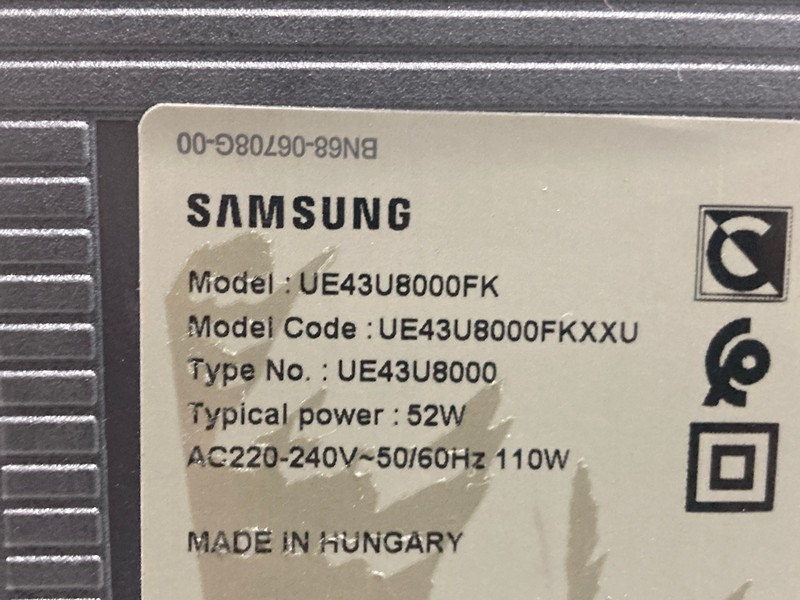 BN68-06708G-00
SAMSUNG
Model : UE43U8000FK
Model Code : UE43U8000FKXXU
Type No. : UE43U8000
Typical power : 52W
AC220-240V~50/60Hz 110W
MADE IN HUNGARY